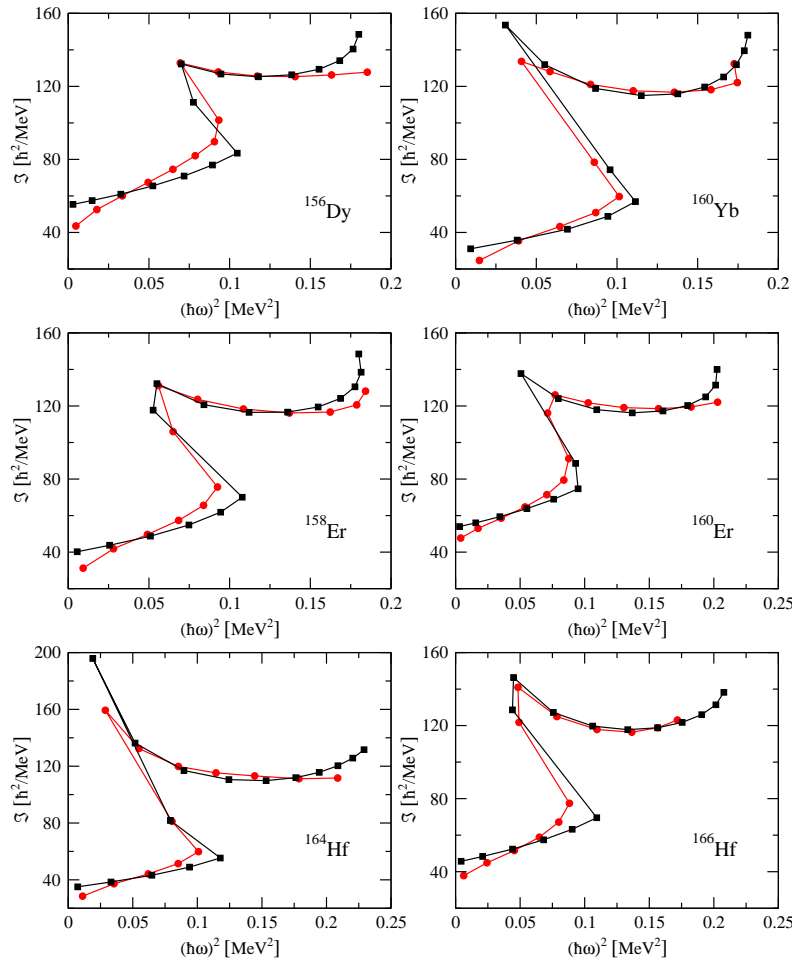 160
120
80
40
ℑ [ħ²/MeV]
¹⁵⁶Dy
0 0.05 0.1 0.15 0.2
(ħω)² [MeV²]
160
120
80
40
ℑ [ħ²/MeV]
¹⁶⁰Yb
0 0.05 0.1 0.15 0.2
(ħω)² [MeV²]
160
120
80
40
ℑ [ħ²/MeV]
¹⁵⁸Er
0 0.05 0.1 0.15 0.2
(ħω)² [MeV²]
160
120
80
40
ℑ [ħ²/MeV]
¹⁶⁰Er
0 0.05 0.1 0.15 0.2 0.25
(ħω)² [MeV²]
200
160
120
80
40
ℑ [ħ²/MeV]
¹⁶⁴Hf
0 0.05 0.1 0.15 0.2 0.25
(ħω)² [MeV²]
160
120
80
40
ℑ [ħ²/MeV]
¹⁶⁶Hf
0 0.05 0.1 0.15 0.2 0.25
(ħω)² [MeV²]